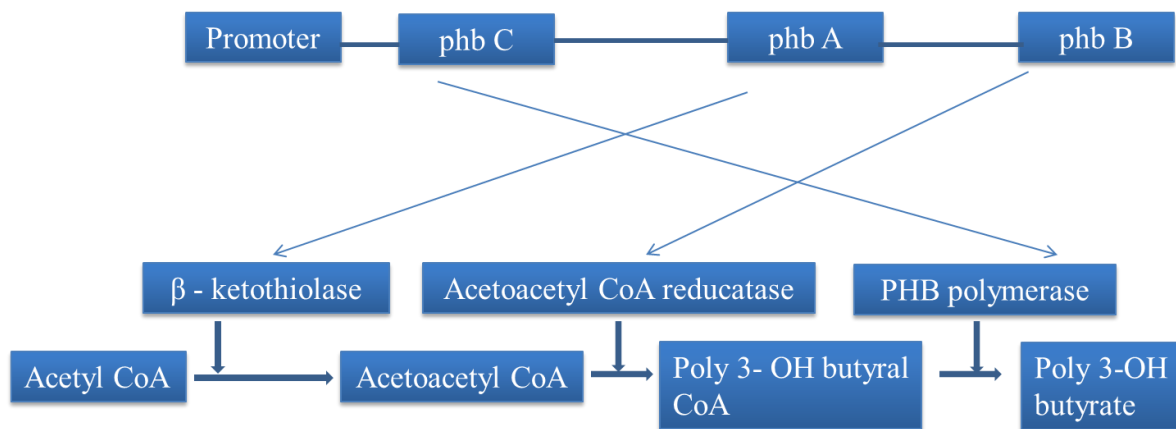 Promoter
phb C
phb A
phb B
β - ketothiolase
Acetoacetyl CoA reducatase
PHB polymerase
Acetyl CoA
Acetoacetyl CoA
Poly 3- OH butyral
CoA
Poly 3-OH
butyrate